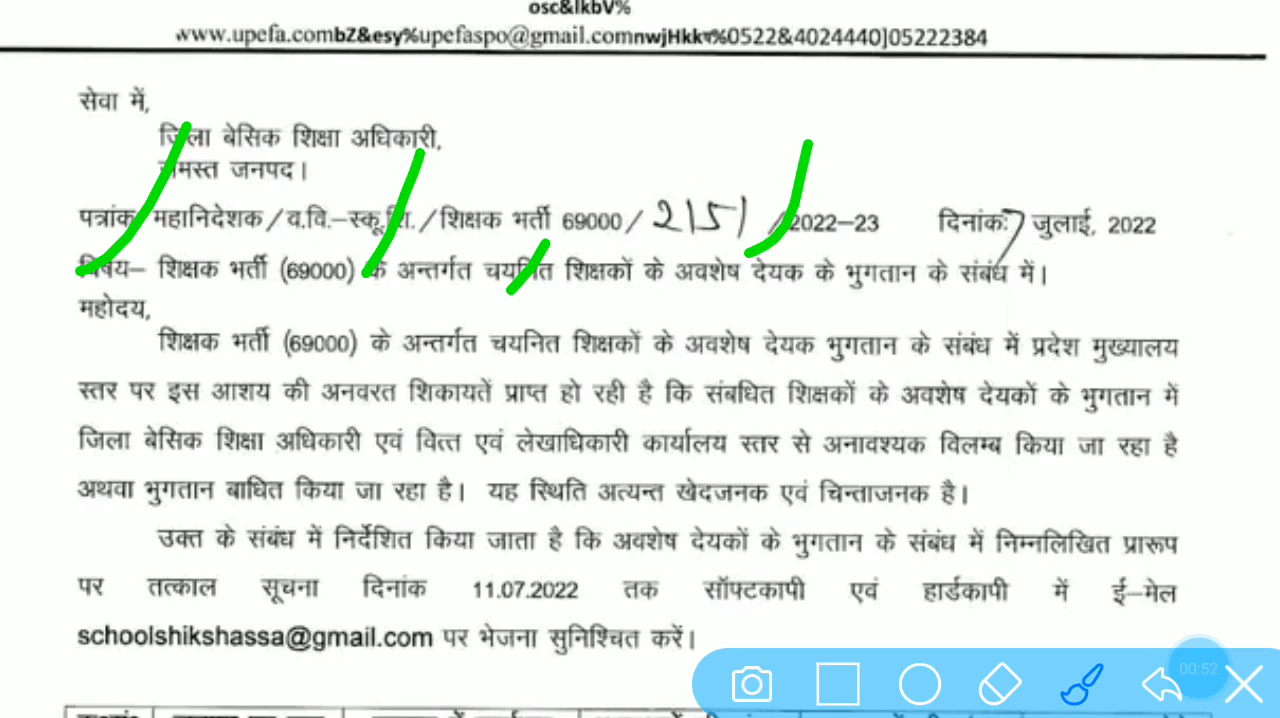 osc&lkbV%
www.upefa.combZ&esy%upefaspo@gmail.comnwjHkk"k%0522&4024440]05222384
सेवा में,
जिला बेसिक शिक्षा अधिकारी,
समस्त जनपद।
पत्रांक: महानिदेशक/व.वि.–स्कू.शि./शिक्षक भर्ती 69000/2151/2022–23 दिनांक: 7 जुलाई, 2022
विषय– शिक्षक भर्ती (69000) के अन्तर्गत चयनित शिक्षकों के अवशेष देयक के भुगतान के संबंध में।
महोदय,
शिक्षक भर्ती (69000) के अन्तर्गत चयनित शिक्षकों के अवशेष देयक भुगतान के संबंध में प्रदेश मुख्यालय
स्तर पर इस आशय की अनवरत शिकायतें प्राप्त हो रही है कि संबधित शिक्षकों के अवशेष देयकों के भुगतान में
जिला बेसिक शिक्षा अधिकारी एवं वित्त एवं लेखाधिकारी कार्यालय स्तर से अनावश्यक विलम्ब किया जा रहा है
अथवा भुगतान बाधित किया जा रहा है। यह स्थिति अत्यन्त खेदजनक एवं चिन्ताजनक है।
उक्त के संबंध में निर्देशित किया जाता है कि अवशेष देयकों के भुगतान के संबंध में निम्नलिखित प्रारूप
पर तत्काल सूचना दिनांक 11.07.2022 तक सॉफ्टकापी एवं हार्डकापी में ई–मेल
schoolshikshassa@gmail.com पर भेजना सुनिश्चित करें।
00:52